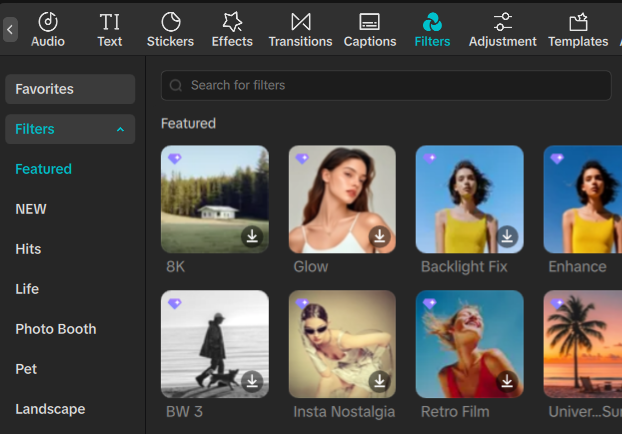 Audio
Text
Stickers
Effects
Transitions
Captions
Filters
Adjustment
Templates
Favorites
Filters
Featured
NEW
Hits
Life
Photo Booth
Pet
Landscape
Search for filters
Featured
8K
Glow
Backlight Fix
Enhance
BW 3
Insta Nostalgia
Retro Film
Univer...Sur